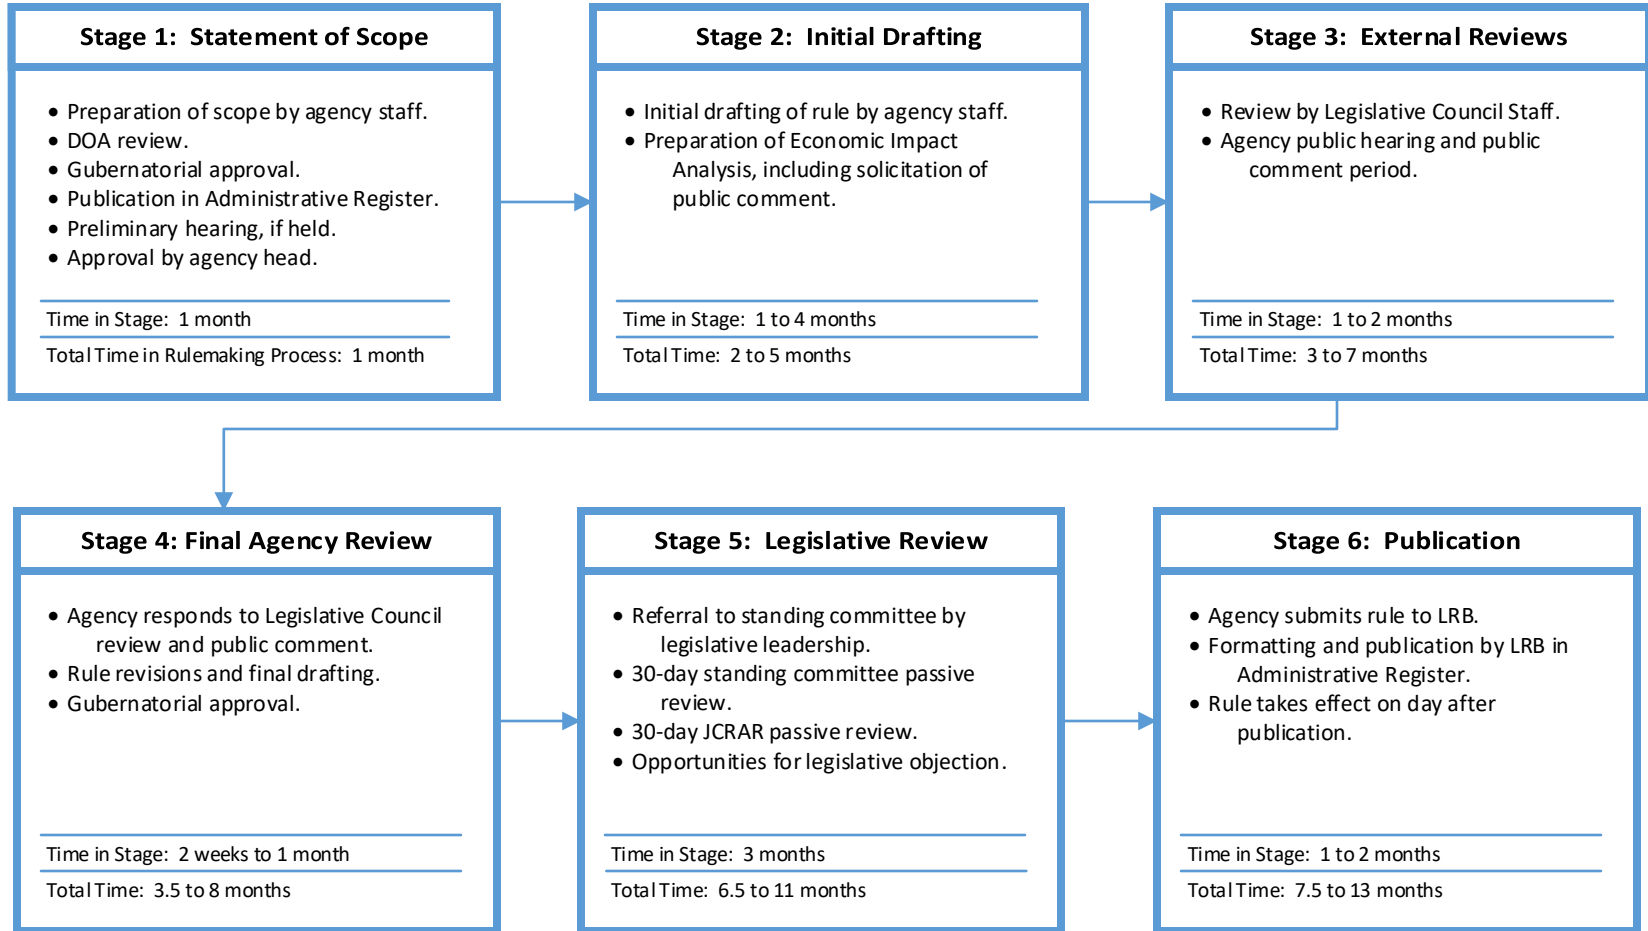 Stage 1:  Statement of Scope
• Preparation of scope by agency staff.
• DOA review.
• Gubernatorial approval.
• Publication in Administrative Register.
• Preliminary hearing, if held.
• Approval by agency head.
Time in Stage:  1 month
Total Time in Rulemaking Process:  1 month
Stage 2:  Initial Drafting
• Initial drafting of rule by agency staff.
• Preparation of Economic Impact
Analysis, including solicitation of
public comment.
Time in Stage:  1 to 4 months
Total Time:  2 to 5 months
Stage 3:  External Reviews
• Review by Legislative Council Staff.
• Agency public hearing and public
comment period.
Time in Stage:  1 to 2 months
Total Time:  3 to 7 months
Stage 4: Final Agency Review
• Agency responds to Legislative Council
review and public comment.
• Rule revisions and final drafting.
• Gubernatorial approval.
Time in Stage:  2 weeks to 1 month
Total Time:  3.5 to 8 months
Stage 5:  Legislative Review
• Referral to standing committee by
legislative leadership.
• 30-day standing committee passive
review.
• 30-day JCRAR passive review.
• Opportunities for legislative objection.
Time in Stage:  3 months
Total Time:  6.5 to 11 months
Stage 6:  Publication
• Agency submits rule to LRB.
• Formatting and publication by LRB in
Administrative Register.
• Rule takes effect on day after
publication.
Time in Stage:  1 to 2 months
Total Time:  7.5 to 13 months